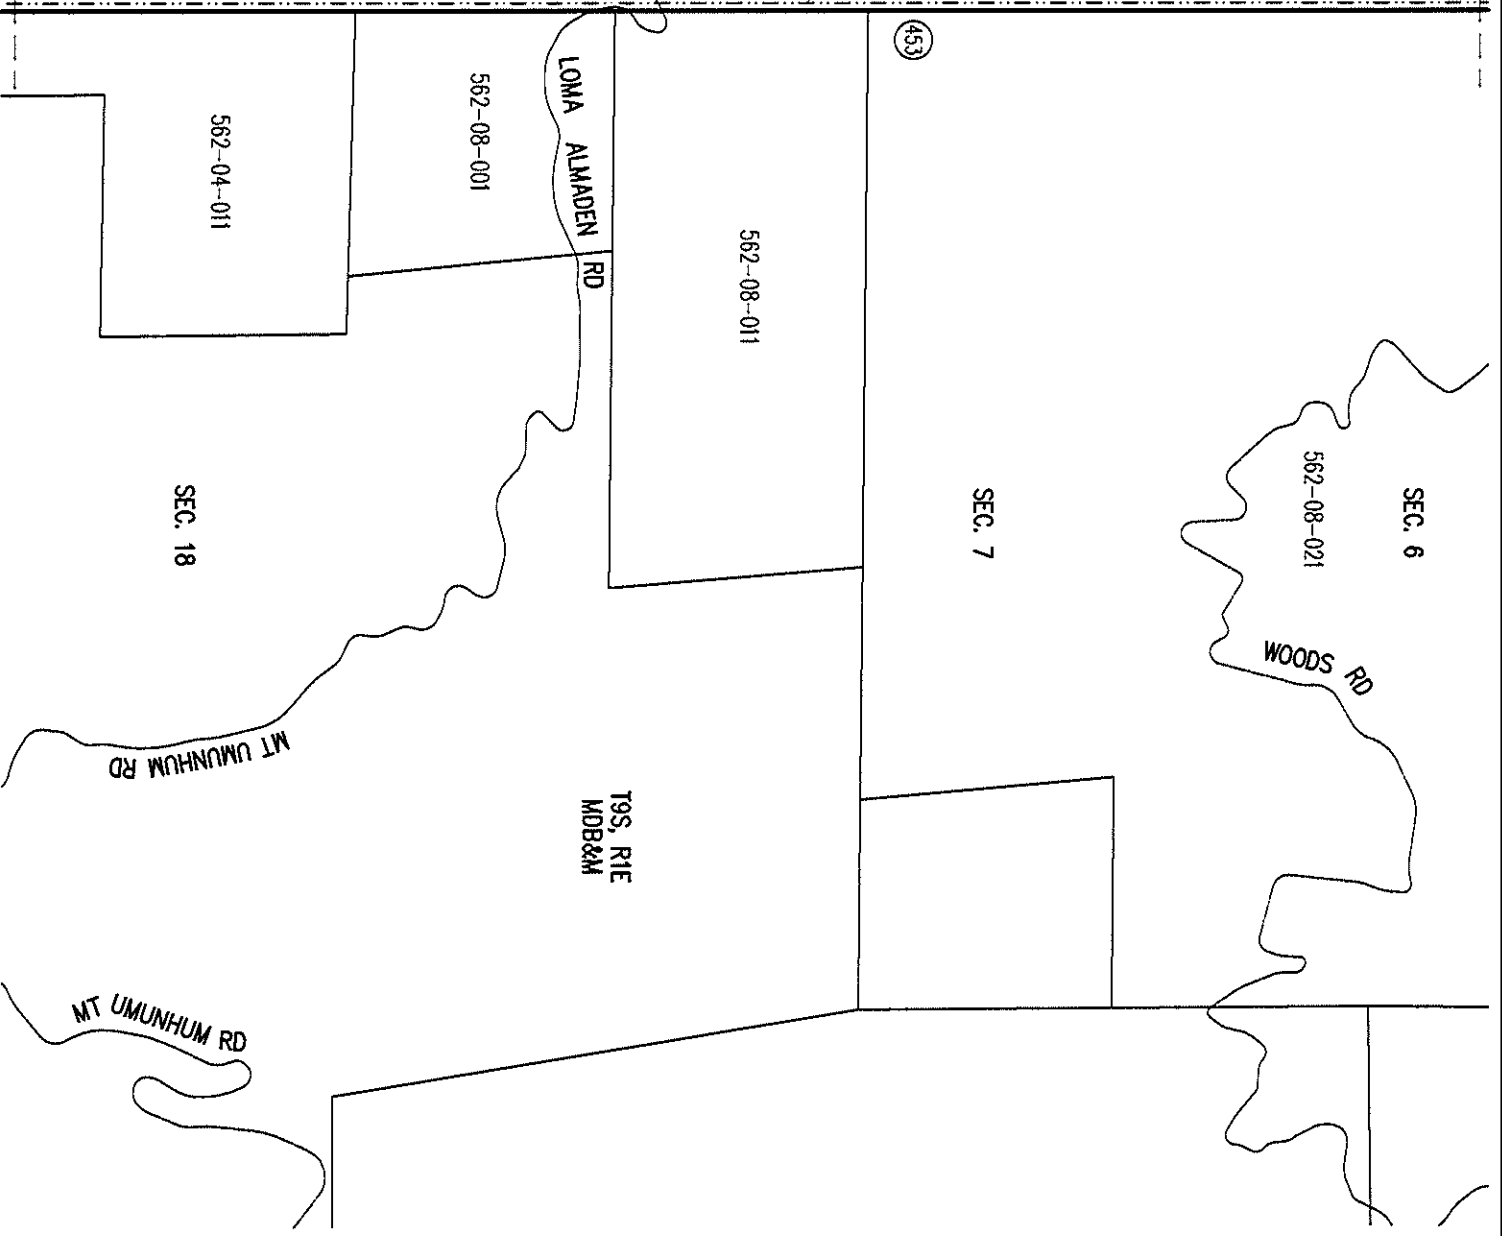 453
SEC. 6
562-08-021
WOODS RD
SEC. 7
562-08-011
LOMA ALMADEN RD
562-08-001
562-04-011
T9S, R1E
MDB&M
SEC. 18
MT UMUNHUM RD
MT UMUNHUM RD